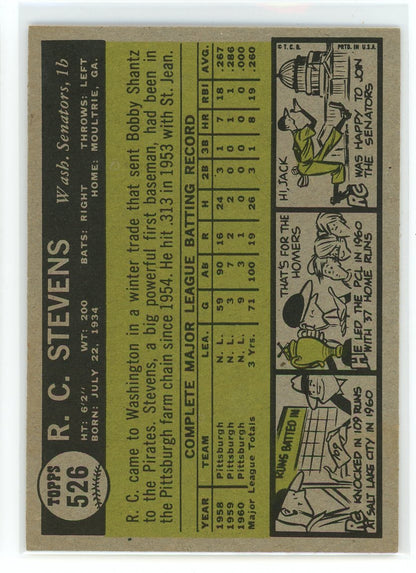 TOPPS
526
R. C. STEVENS
Wash. Senators, 1b
HT: 6'2" WT: 200 BATS: RIGHT THROWS: LEFT
BORN: JULY 22, 1934 HOME: MOULTRIE, GA.
R. C. came to Washington in a winter trade that sent Bobby Shantz
to the Pirates. Stevens, a big powerful first baseman, had been in
the Pittsburgh farm chain since 1954. He hit .313 in 1953 with St. Jean.
COMPLETE MAJOR LEAGUE BATTING RECORD
YEAR TEAM LEA. G AB R H 2B 3B HR RBI AVG.
1958 Pittsburgh N. L. 59 90 16 24 3 1 7 18 .267
1959 Pittsburgh N. L. 3 7 2 2 0 0 1 1 .286
1960 Pittsburgh N. L. 9 3 1 0 0 0 0 0 .000
Major League Totals 3 Yrs. 71 100 19 26 3 1 8 19 .260
RUNS BATTED IN
RC KNOCKED IN 109 RUNS
AT SALT LAKE CITY IN 1960
THAT'S FOR THE
HOMERS
HE LED THE PCL IN 1960
WITH 37 HOME RUNS
© T. C. G. PRTD. IN U.S.A.
HI, JACK
RC WAS HAPPY TO JOIN
THE SENATORS